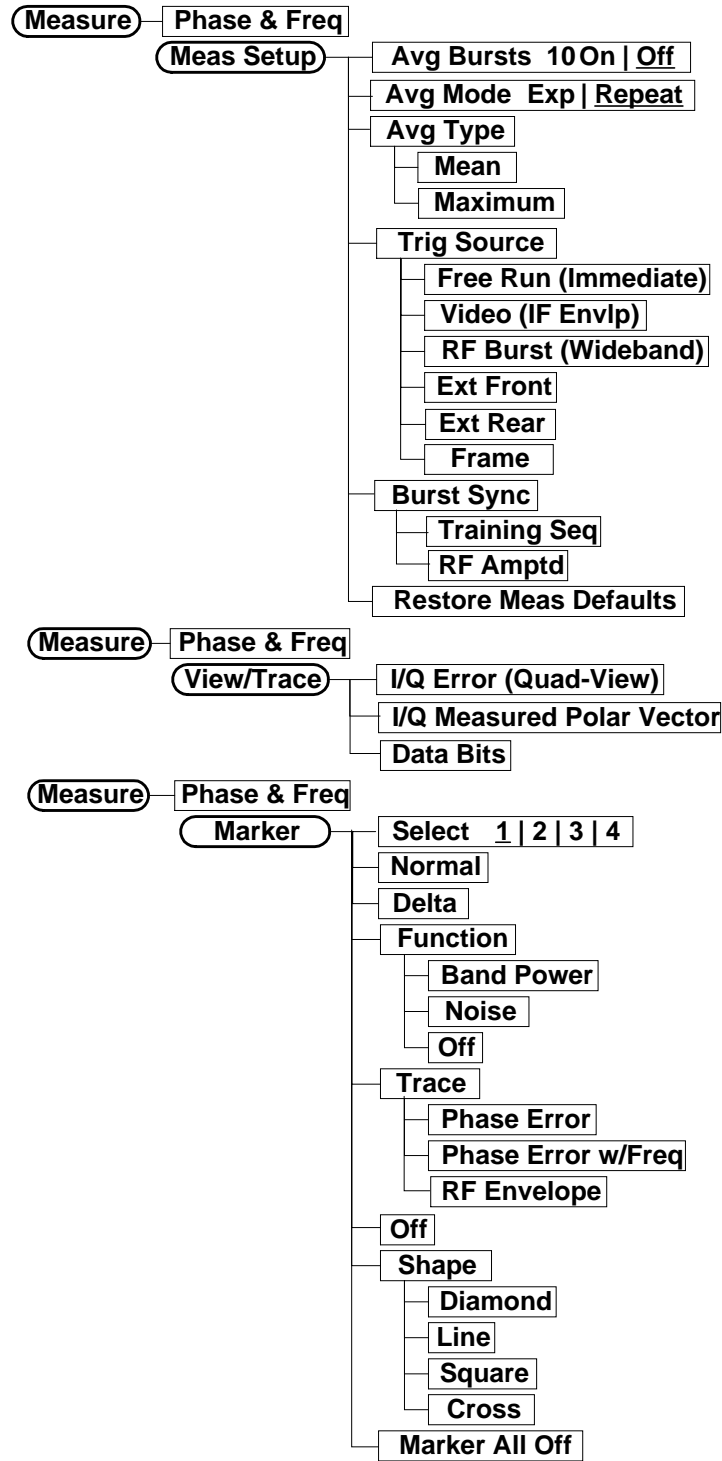 Measure Phase & Freq
Meas Setup Avg Bursts 10 On | Off
Avg Mode Exp | Repeat
Avg Type
Mean
Maximum
Trig Source
Free Run (Immediate)
Video (IF Envlp)
RF Burst (Wideband)
Ext Front
Ext Rear
Frame
Burst Sync
Training Seq
RF Amptd
Restore Meas Defaults
Measure Phase & Freq
View/Trace I/Q Error (Quad-View)
I/Q Measured Polar Vector
Data Bits
Measure Phase & Freq
Marker Select 1 | 2 | 3 | 4
Normal
Delta
Function
Band Power
Noise
Off
Trace
Phase Error
Phase Error w/Freq
RF Envelope
Off
Shape
Diamond
Line
Square
Cross
Marker All Off